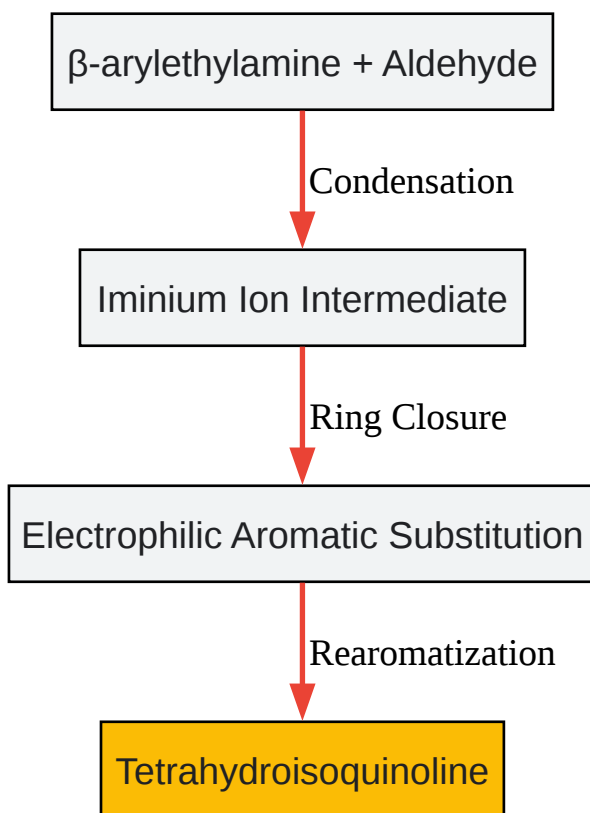 β-arylethylamine + Aldehyde
Condensation
Iminium Ion Intermediate
Ring Closure
Electrophilic Aromatic Substitution
Rearomatization
Tetrahydroisoquinoline